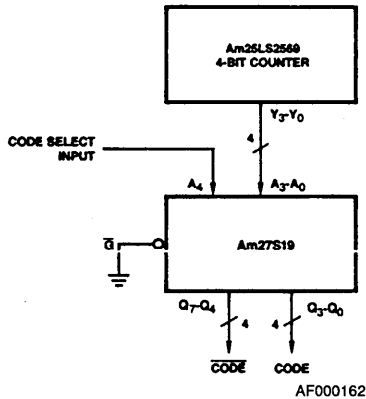 Am25LS2569
4-BIT COUNTER
Y3-Y0
4
CODE SELECT
INPUT
A4
A3-A0
G̅
Am27S19
Q7-Q4
4
4
Q3-Q0
C̅O̅D̅E̅
CODE
AF000162